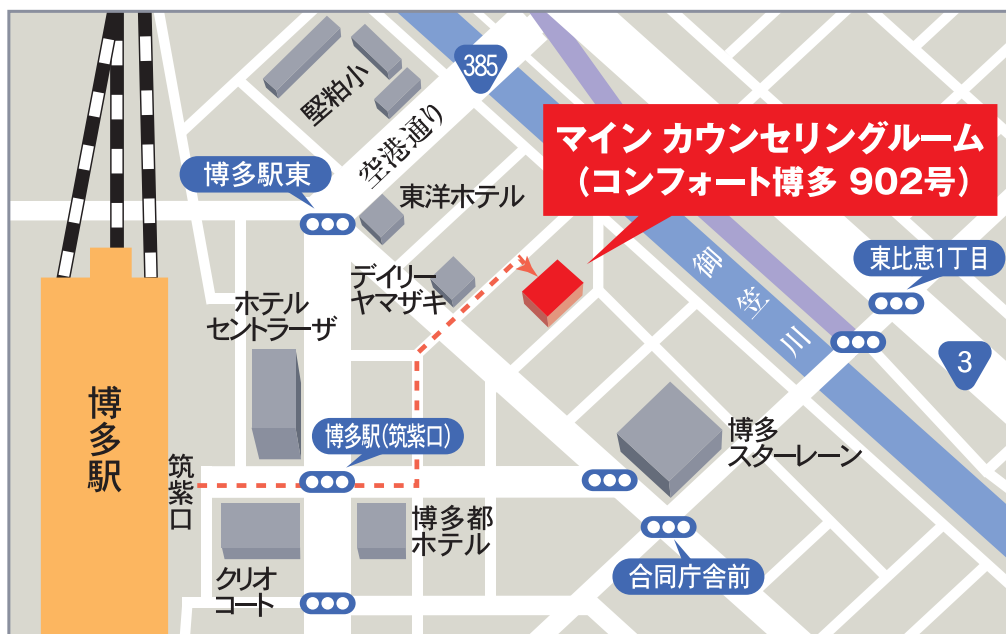 385
堅粕小
空港通り
マイン カウンセリングルーム
（コンフォート博多 902号）
博多駅東
東洋ホテル
東比恵1丁目
御笠川
デイリー
ヤマザキ
ホテル
セントラーザ
3
博多駅
博多駅(筑紫口)
博多
スターレーン
筑紫口
博多都
ホテル
合同庁舎前
クリオ
コート